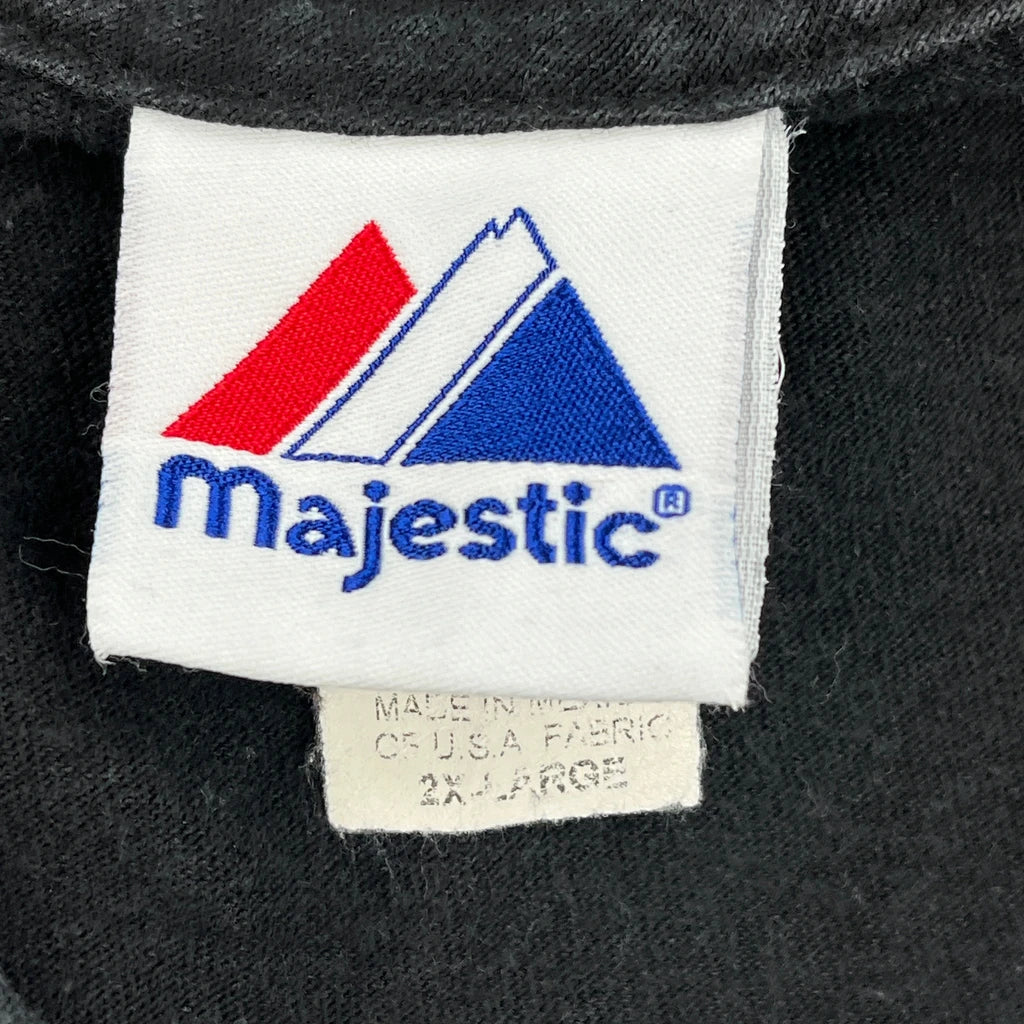 majestic®
MADE IN MEXICO
OF U.S.A. FABRIC
2X-LARGE